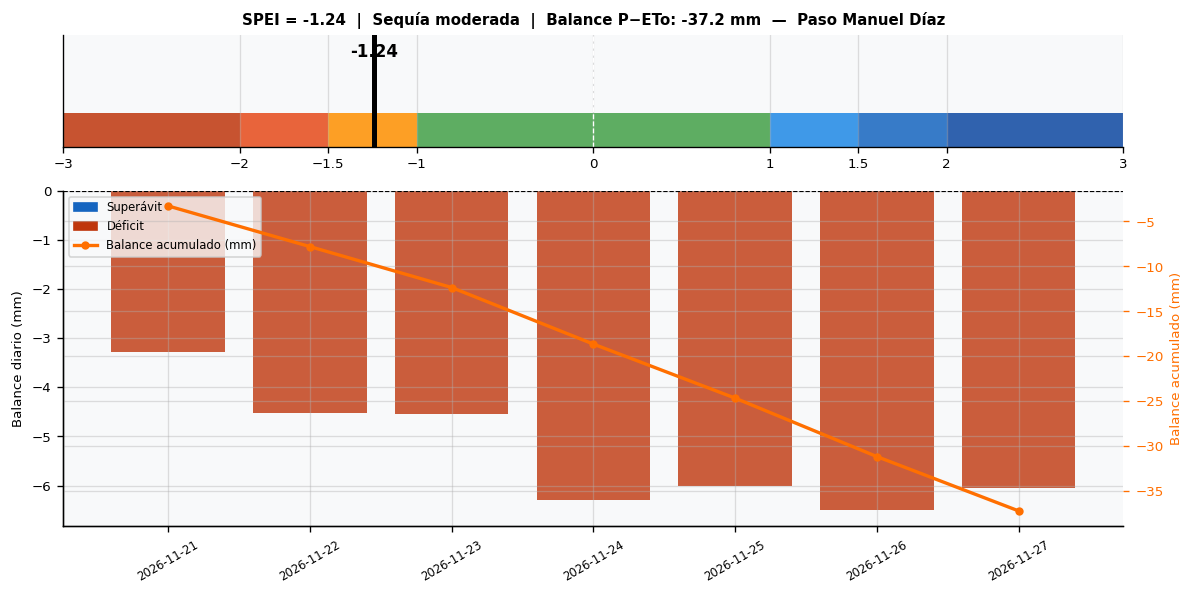 SPEI = -1.24  |  Sequía moderada  |  Balance P−ETo: -37.2 mm  —  Paso Manuel Díaz
-1.24
−3 −2 −1.5 −1 0 1 1.5 2 3
Superávit
Déficit
Balance acumulado (mm)
Balance diario (mm)
0
−1
−2
−3
−4
−5
−6
−5
−10
−15
−20
−25
−30
−35
Balance acumulado (mm)
2026-11-21 2026-11-22 2026-11-23 2026-11-24 2026-11-25 2026-11-26 2026-11-27